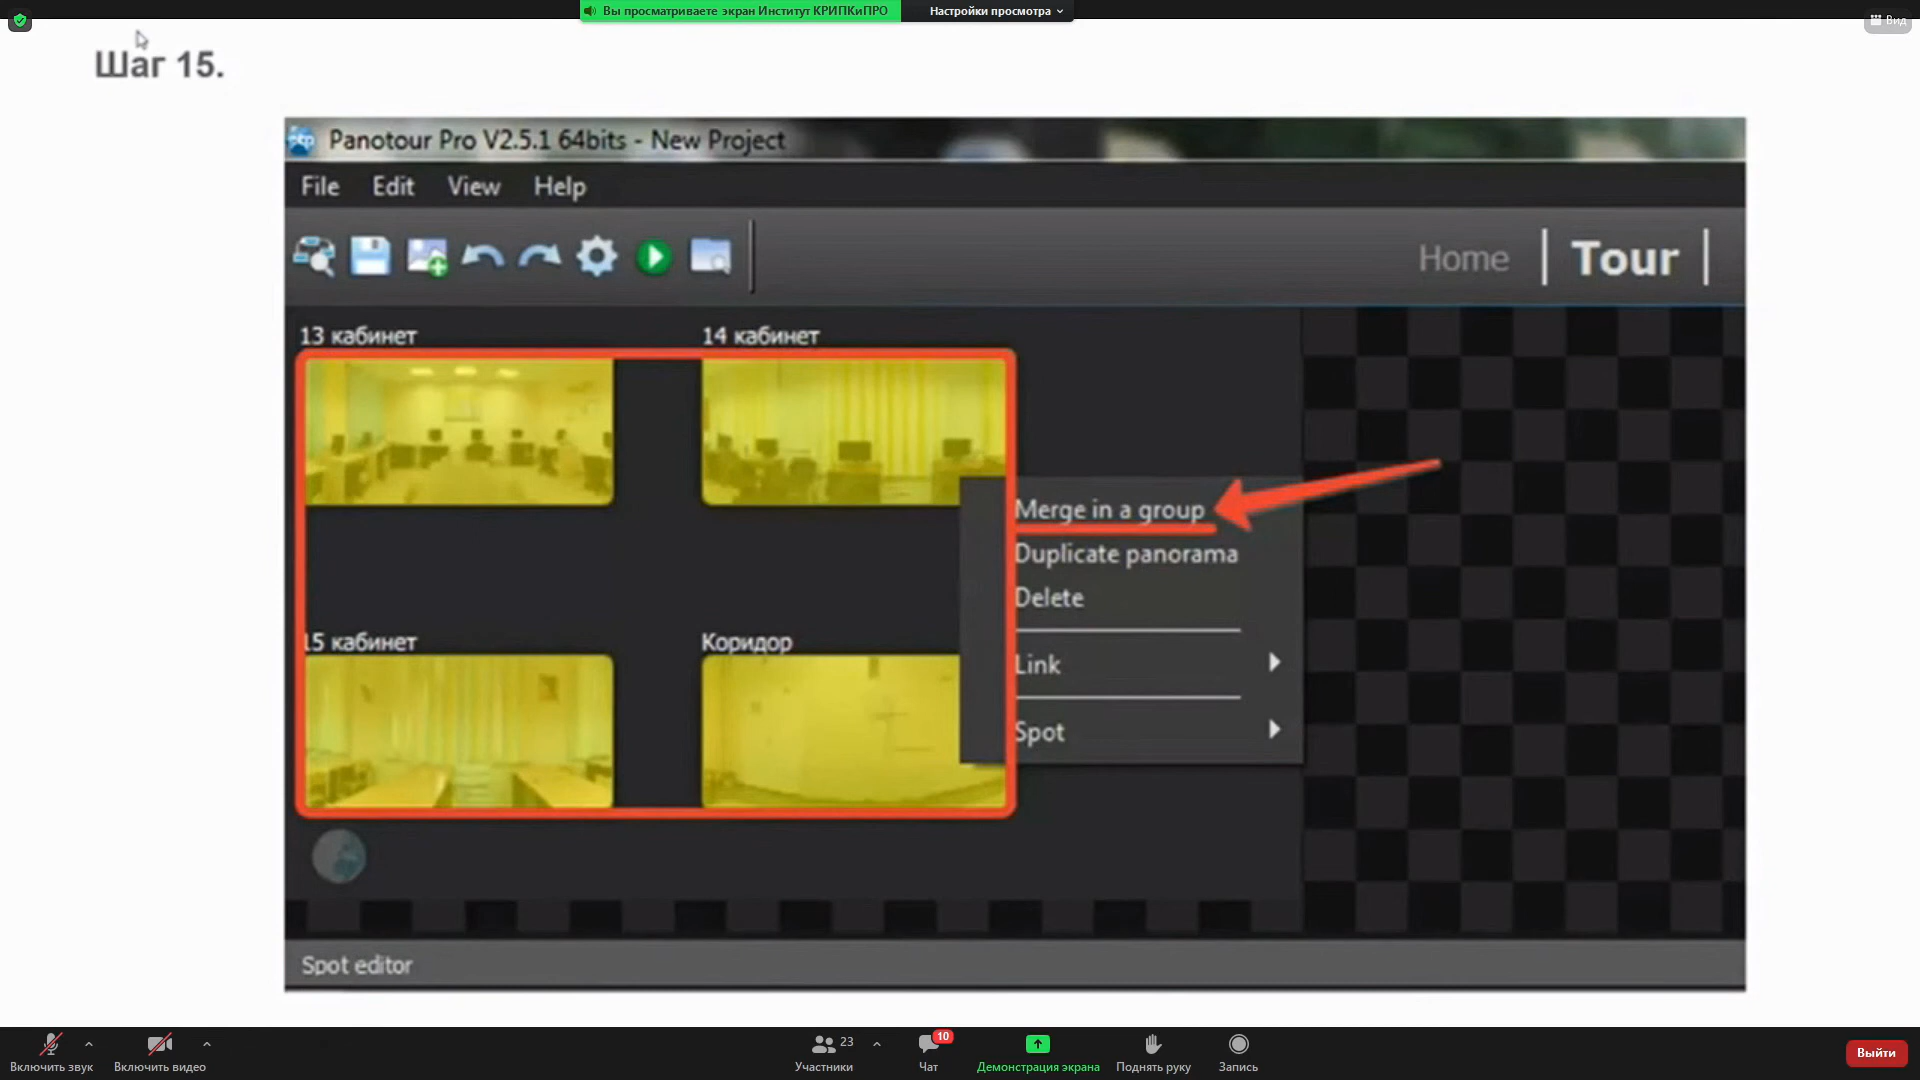 Вы просматриваете экран Институт КРИПКиПРО
Настройки просмотра
Вид
Шаг 15.
ptp
Panotour Pro V2.5.1 64bits - New Project
File Edit View Help
Home | Tour |
13 кабинет
14 кабинет
Merge in a group
Duplicate panorama
Delete
15 кабинет
Коридор
Link
Spot
Spot editor
Включить звук
Включить видео
23
Участники
10
Чат
Демонстрация экрана
Поднять руку
Запись
Выйти